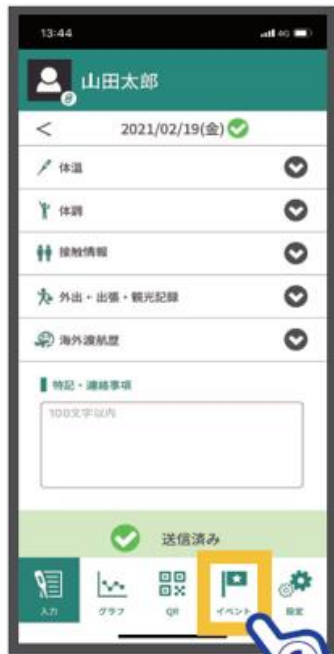 13:44
4G
山田太郎
< 2021/02/19(金)
体温
体調
接触情報
外出・出張・観光記録
海外渡航歴
特記・連絡事項
100文字以内
送信済み
入力 グラフ QR イベント 設定